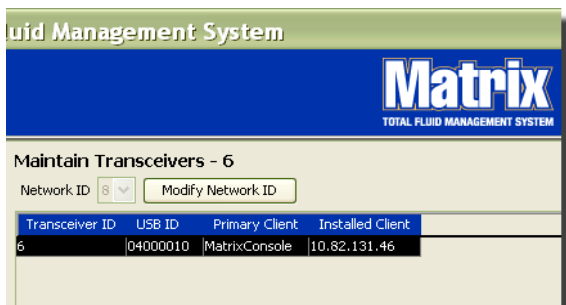 uid Management System
Matrix
TOTAL FLUID MANAGEMENT SYSTEM
Maintain Transceivers - 6
Network ID 8 Modify Network ID
Transceiver ID USB ID Primary Client Installed Client
6 04000010 MatrixConsole 10.82.131.46